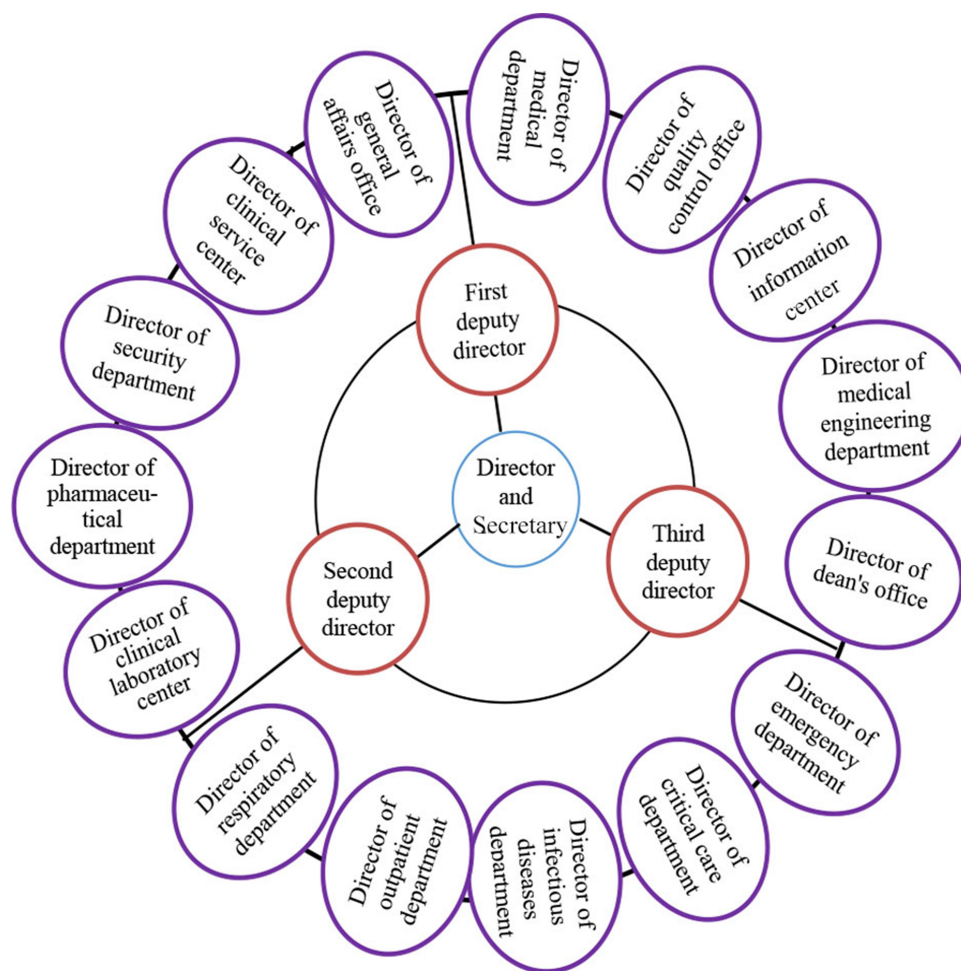 Director of
medical
department
Director of
quality
control office
Director of
information
center
Director of
medical
engineering
department
Director of
dean's office
Director of
emergency
department
Director of
critical care
department
Director of
infectious
diseases
department
Director of
outpatient
department
Director of
respiratory
department
Director of
clinical
laboratory
center
Director of
pharmaceu-
tical
department
Director of
security
department
Director of
clinical
service
center
Director of
general
affairs office
First
deputy
director
Director
and
Secretary
Second
deputy
director
Third
deputy
director